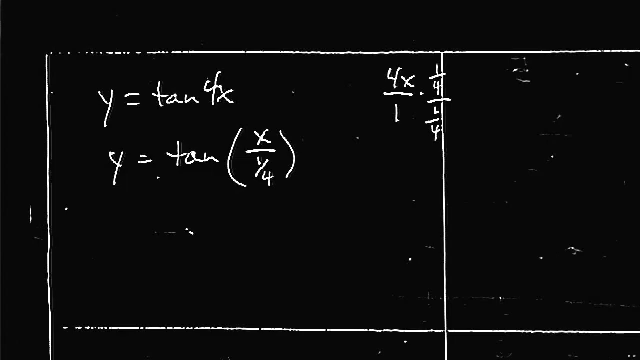 y = tan 4x
4x/1 · (1/4)/(1/4)
y = tan (x/(1/4))